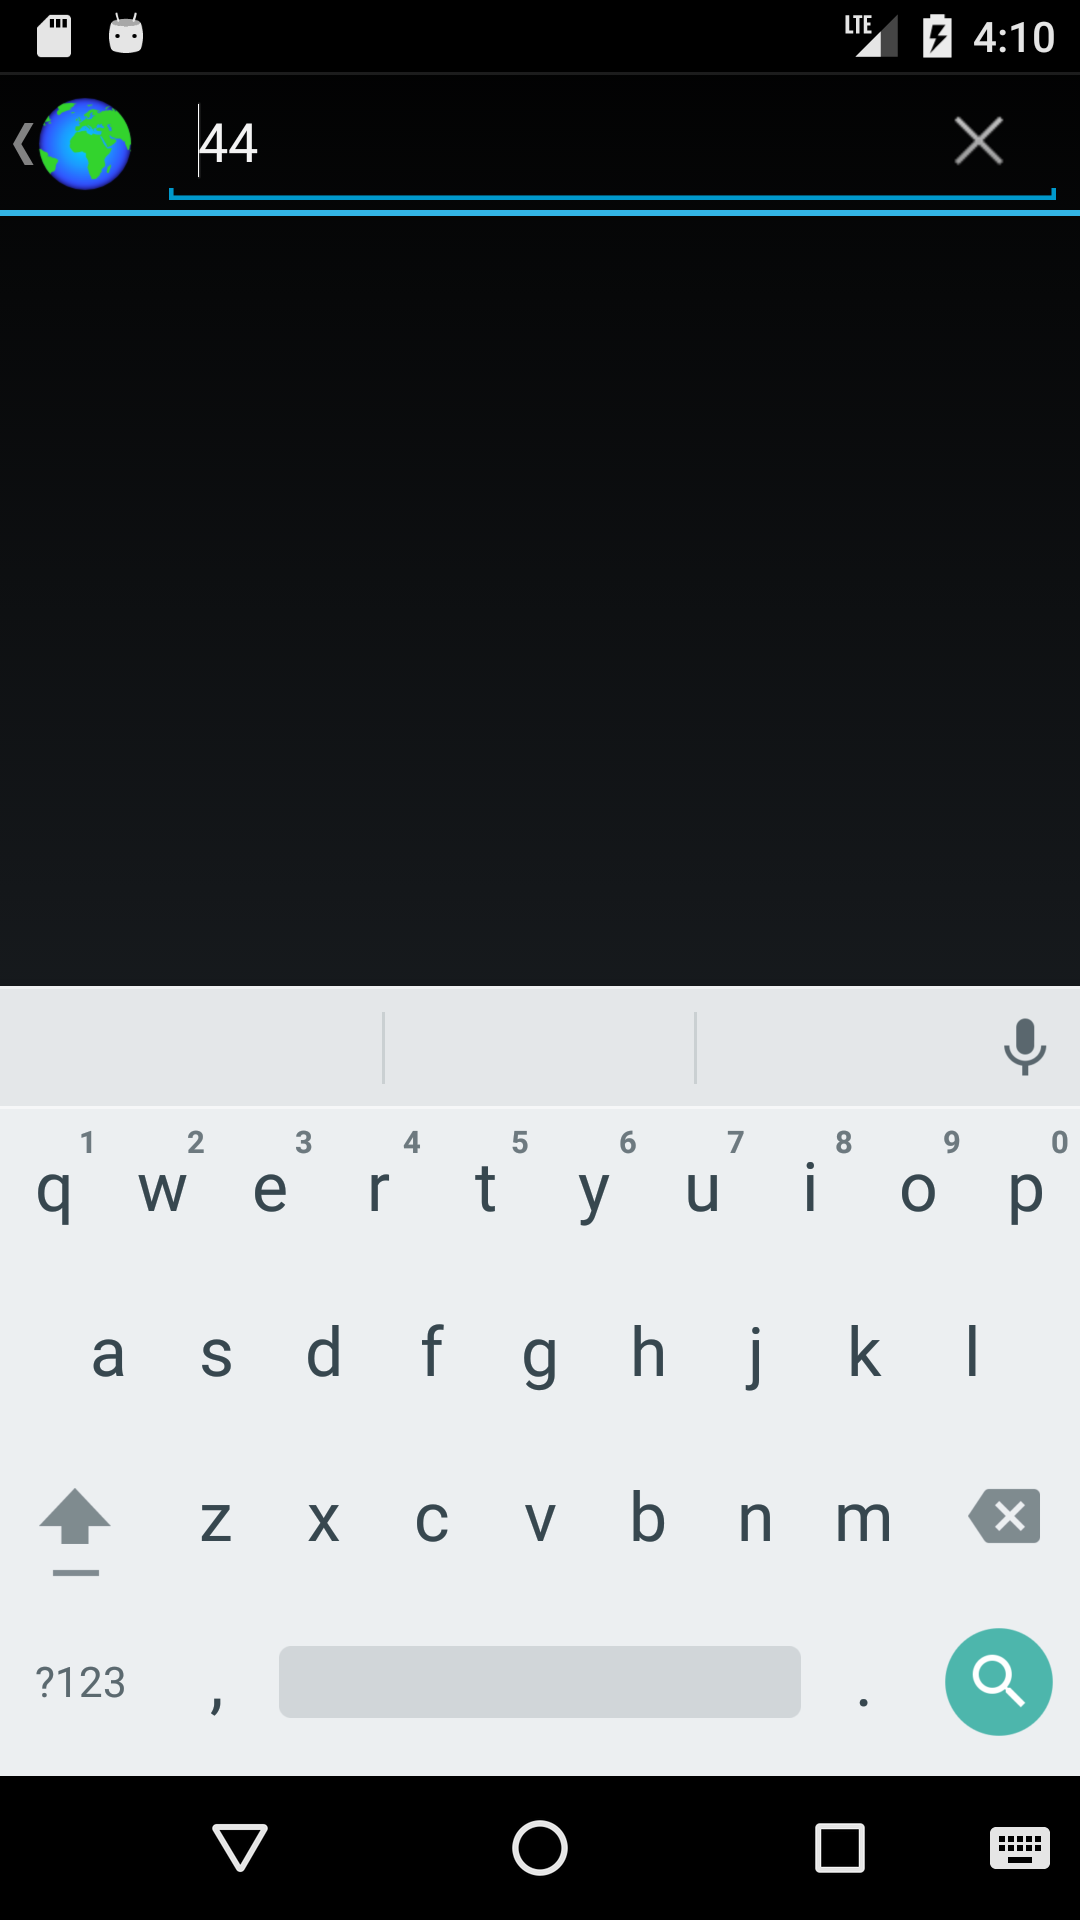 LTE 4:10
44
1 2 3 4 5 6 7 8 9 0
q w e r t y u i o p
a s d f g h j k l
z x c v b n m
?123 , .